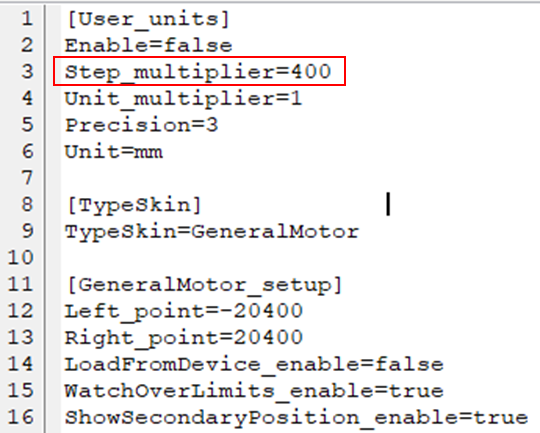 1 [User_units]
2 Enable=false
3 Step_multiplier=400
4 Unit_multiplier=1
5 Precision=3
6 Unit=mm
7
8 [TypeSkin]
9 TypeSkin=GeneralMotor
10
11 [GeneralMotor_setup]
12 Left_point=-20400
13 Right_point=20400
14 LoadFromDevice_enable=false
15 WatchOverLimits_enable=true
16 ShowSecondaryPosition_enable=true